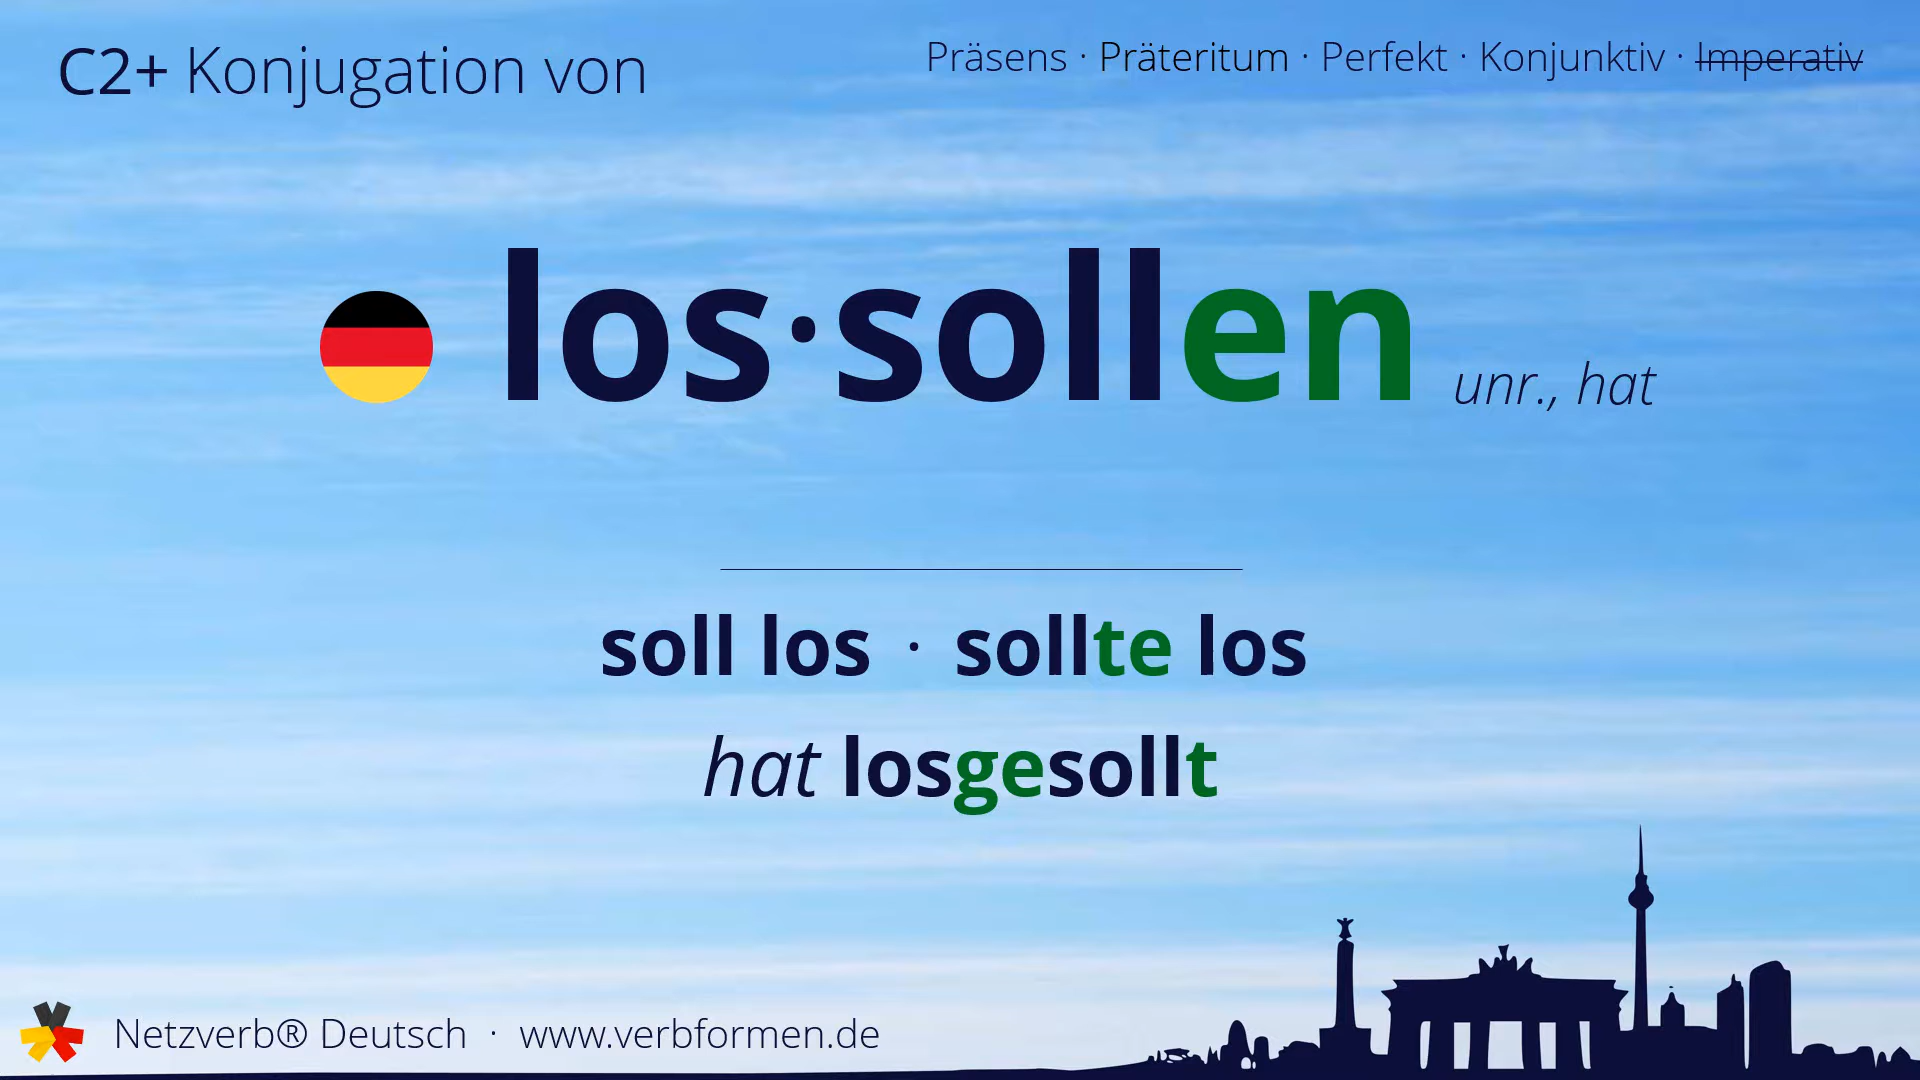 C2+ Konjugation von
Präsens · Präteritum · Perfekt · Konjunktiv · Imperativ
los·sollen unr., hat
soll los · sollte los
hat losgesollt
Netzverb® Deutsch · www.verbformen.de